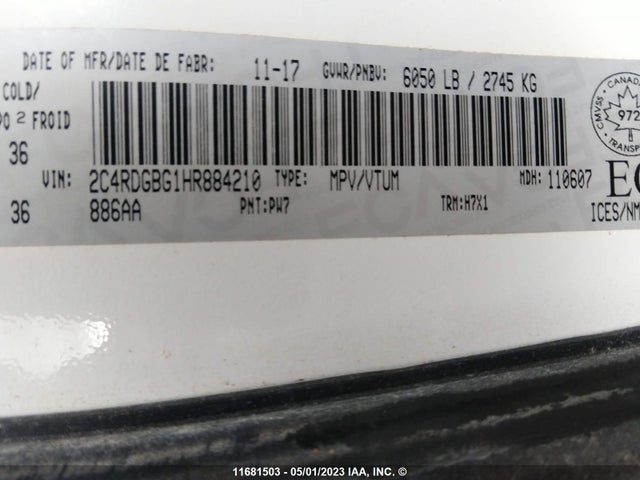 DATE OF MFR/DATE DE FABR: 11-17 GVWR/PNBV: 6050 LB / 2745 KG
COLD/
PO 2 FROID
36
VIN: 2C4RDGBG1HR884210 TYPE: MPV/VTUM MDH: 110607
36 886AA PNT:PW7 TRM:H7X1
CANADA
CMVSS
972
TRANSP
EC
ICES/NM
11681503 - 05/01/2023 IAA, INC. ©